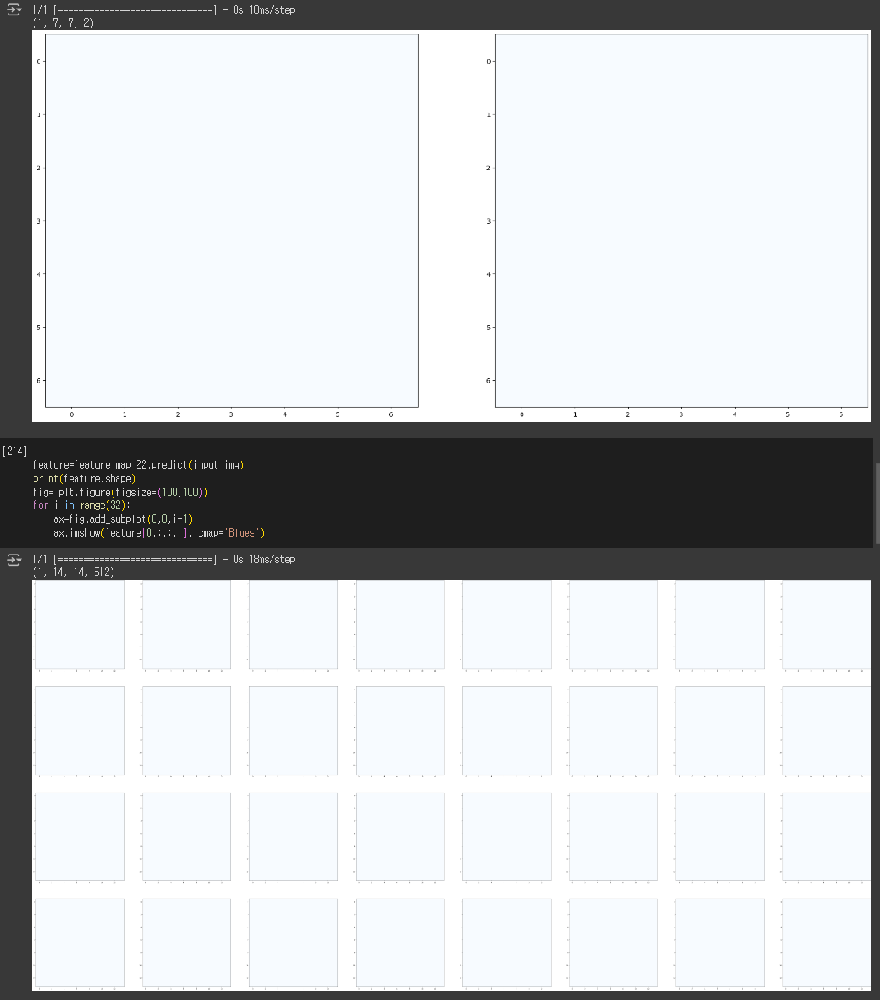 1/1 [==============================] - 0s 18ms/step
(1, 7, 7, 2)
0
1
2
3
4
5
6
0 1 2 3 4 5 6
0
1
2
3
4
5
6
0 1 2 3 4 5 6
[214]
feature=feature_map_22.predict(input_img)
print(feature.shape)
fig= plt.figure(figsize=(100,100))
for i in range(32):
    ax=fig.add_subplot(8,8,i+1)
    ax.imshow(feature[0,:,:,i], cmap='Blues')
1/1 [==============================] - 0s 18ms/step
(1, 14, 14, 512)